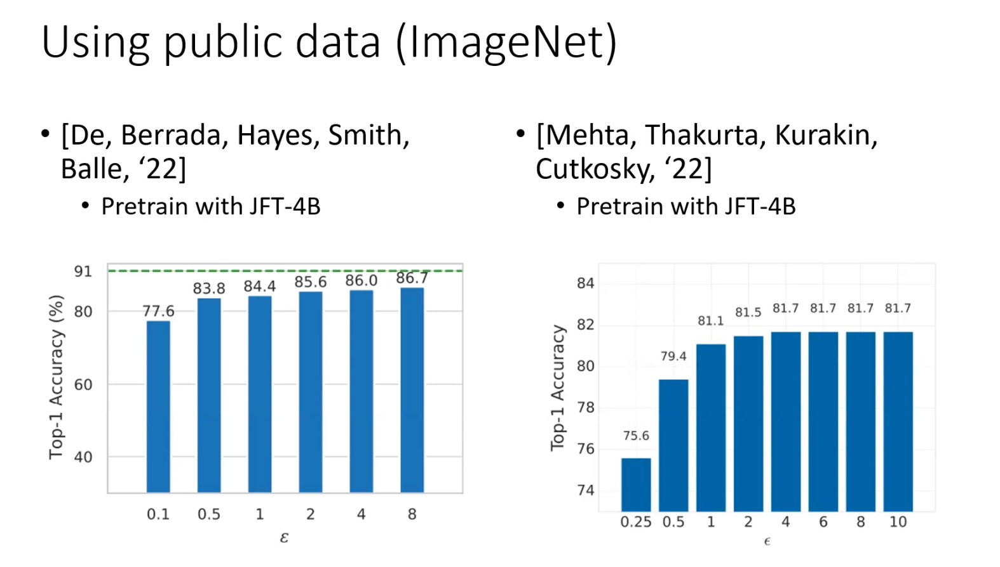 Using public data (ImageNet)
• [De, Berrada, Hayes, Smith,
Balle, ‘22]
• Pretrain with JFT-4B
• [Mehta, Thakurta, Kurakin,
Cutkosky, ‘22]
• Pretrain with JFT-4B
Top-1 Accuracy (%)
91
80
60
40
77.6
83.8
84.4
85.6
86.0
86.7
0.1 0.5 1 2 4 8
ε
Top-1 Accuracy
84
82
80
78
76
74
75.6
79.4
81.1
81.5
81.7 81.7 81.7 81.7
0.25 0.5 1 2 4 6 8 10
ϵ